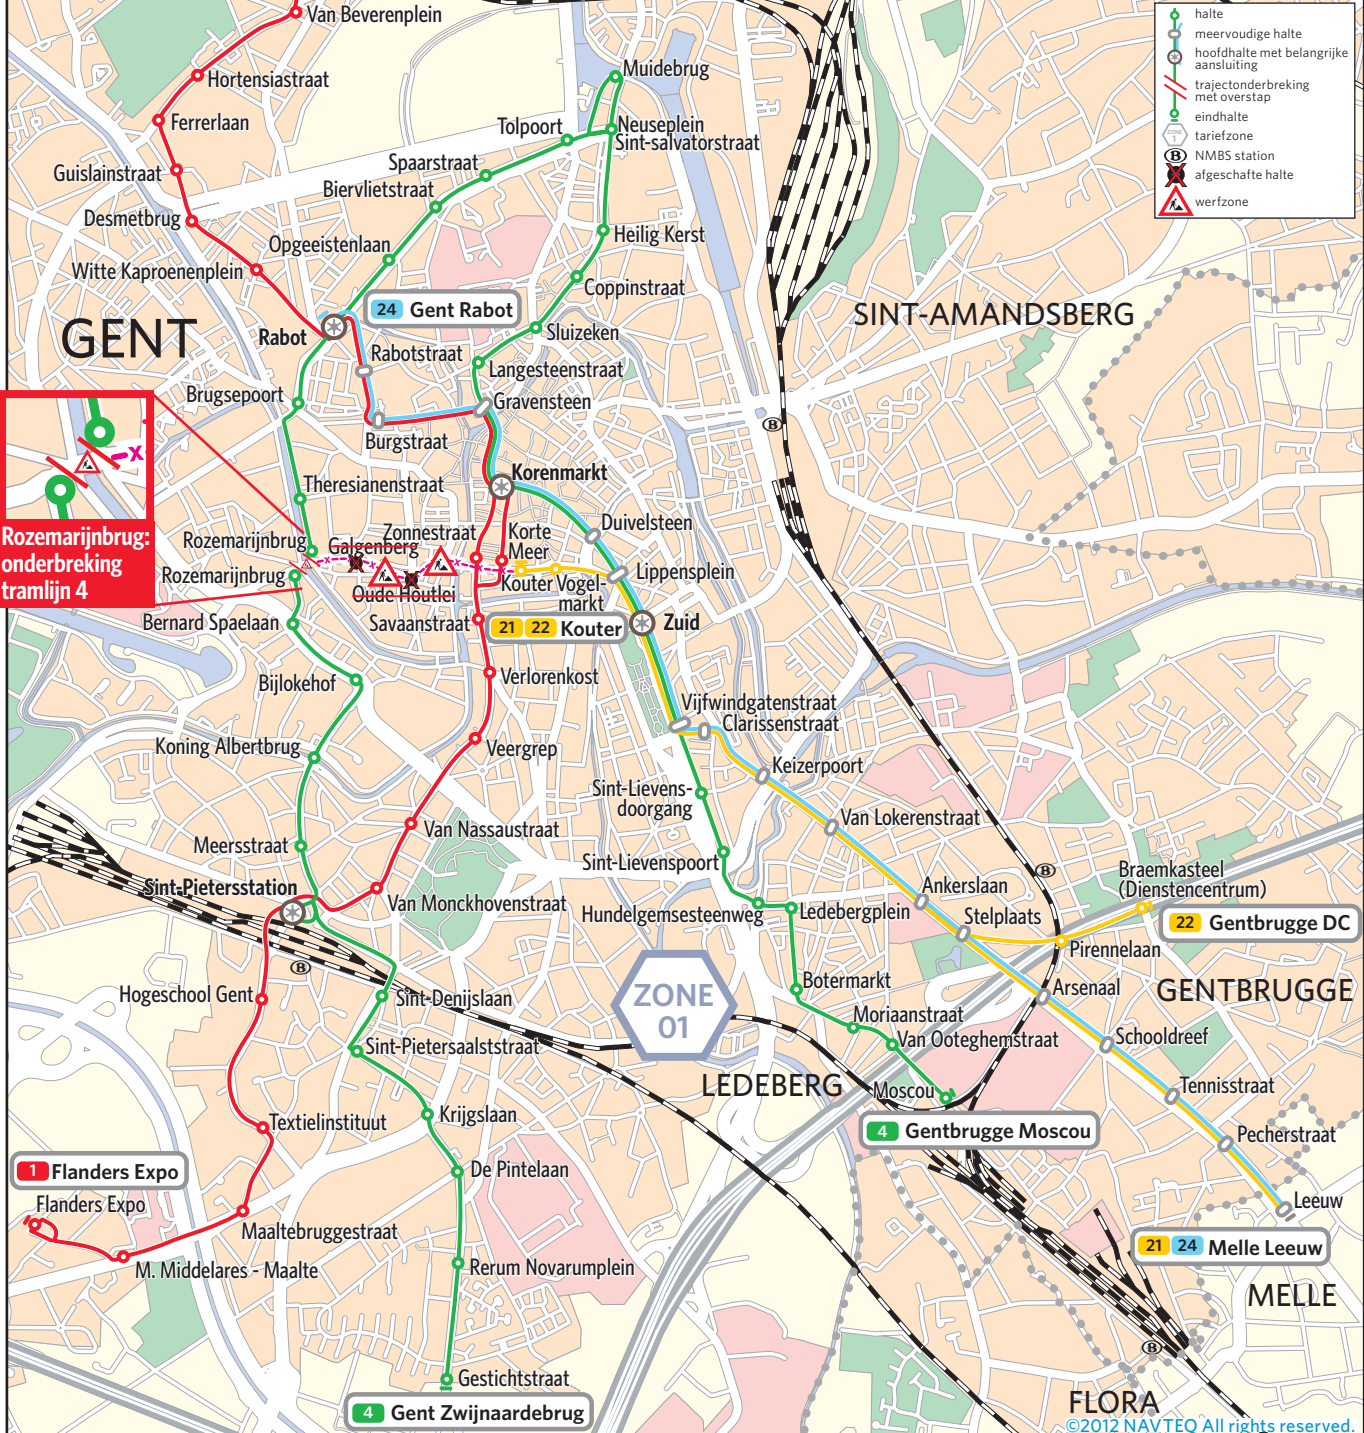 Van Beverenplein
Hortensiastraat
Ferrerlaan
Guislainstraat
Desmetbrug
Witte Kaproenenplein
GENT
Rabot
Muidebrug
Tolpoort
Neuseplein
Sint-salvatorstraat
Spaarstraat
Biervlietstraat
Opgeeistenlaan
Heilig Kerst
Coppinstraat
24 Gent Rabot
Sluizeken
Rabotstraat
Langesteenstraat
Brugsepoort
Gravensteen
Burgstraat
Korenmarkt
Theresianenstraat
halte
meervoudige halte
hoofdhalte met belangrijke
aansluiting
trajectonderbreking
met overstap
eindhalte
ZONE
1
tariefzone
B NMBS station
afgeschafte halte
werfzone
SINT-AMANDSBERG
B
X
Rozemarijnbrug:
onderbreking
tramlijn 4
Rozemarijnbrug
Galgenberg
Zonnestraat
Korte
Meer
Duivelsteen
Rozemarijnbrug
Oude Houtlei
Kouter
Vogel-
markt
Lippensplein
Bernard Spaelaan
Savaanstraat
21 22 Kouter
Zuid
Bijlokehof
Verlorenkost
Vijfwindgatenstraat
Clarissenstraat
Koning Albertbrug
Veergrep
Keizerpoort
Sint-Lievens-
doorgang
Van Lokerenstraat
Meersstraat
Van Nassaustraat
Sint-Lievenspoort
Sint-Pietersstation
Van Monckhovenstraat
Hundelgemsesteenweg
Ledebergplein
Ankerslaan
B
Braemkasteel
(Dienstencentrum)
Stelplaats
22 Gentbrugge DC
Pirennelaan
B
Hogeschool Gent
Sint-Denijslaan
ZONE
01
Botermarkt
Arsenaal
GENTBRUGGE
Moriaanstraat
Van Ooteghemstraat
Schooldreef
Sint-Pietersaalststraat
LEDEBERG
Moscou
Tennisstraat
Krijgslaan
Textielinstituut
4 Gentbrugge Moscou
Pecherstraat
1 Flanders Expo
De Pintelaan
Flanders Expo
Leeuw
Maaltebruggestraat
21 24 Melle Leeuw
M. Middelares - Maalte
Rerum Novarumplein
MELLE
B
Gestichtstraat
4 Gent Zwijnaardebrug
FLORA
©2012 NAVTEQ All rights reserved.